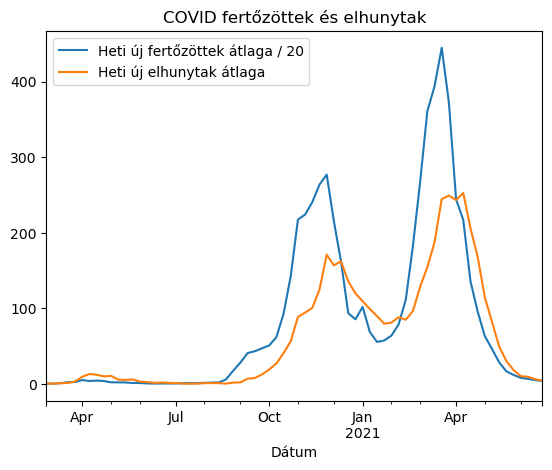 COVID fertőzöttek és elhunytak
Heti új fertőzöttek átlaga / 20
Heti új elhunytak átlaga
400
300
200
100
0
Apr
Jul
Oct
Jan
2021
Apr
Dátum